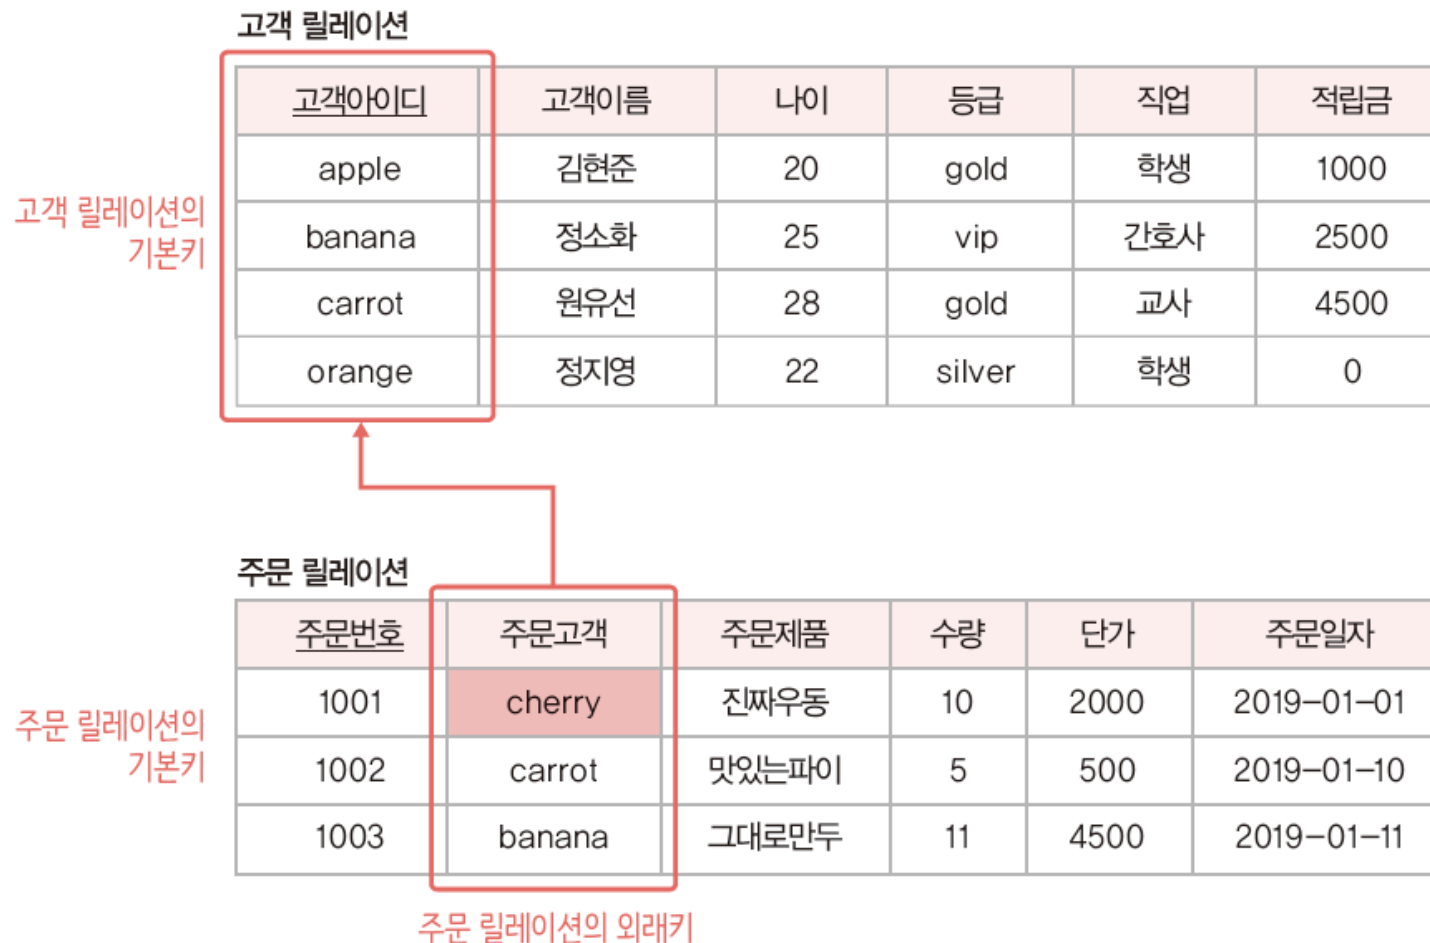 고객 릴레이션
고객아이디 고객이름 나이 등급 직업 적립금
apple 김현준 20 gold 학생 1000
banana 정소화 25 vip 간호사 2500
carrot 원유선 28 gold 교사 4500
orange 정지영 22 silver 학생 0
고객 릴레이션의
기본키
주문 릴레이션
주문번호 주문고객 주문제품 수량 단가 주문일자
1001 cherry 진짜우동 10 2000 2019-01-01
1002 carrot 맛있는파이 5 500 2019-01-10
1003 banana 그대로만두 11 4500 2019-01-11
주문 릴레이션의
기본키
주문 릴레이션의 외래키